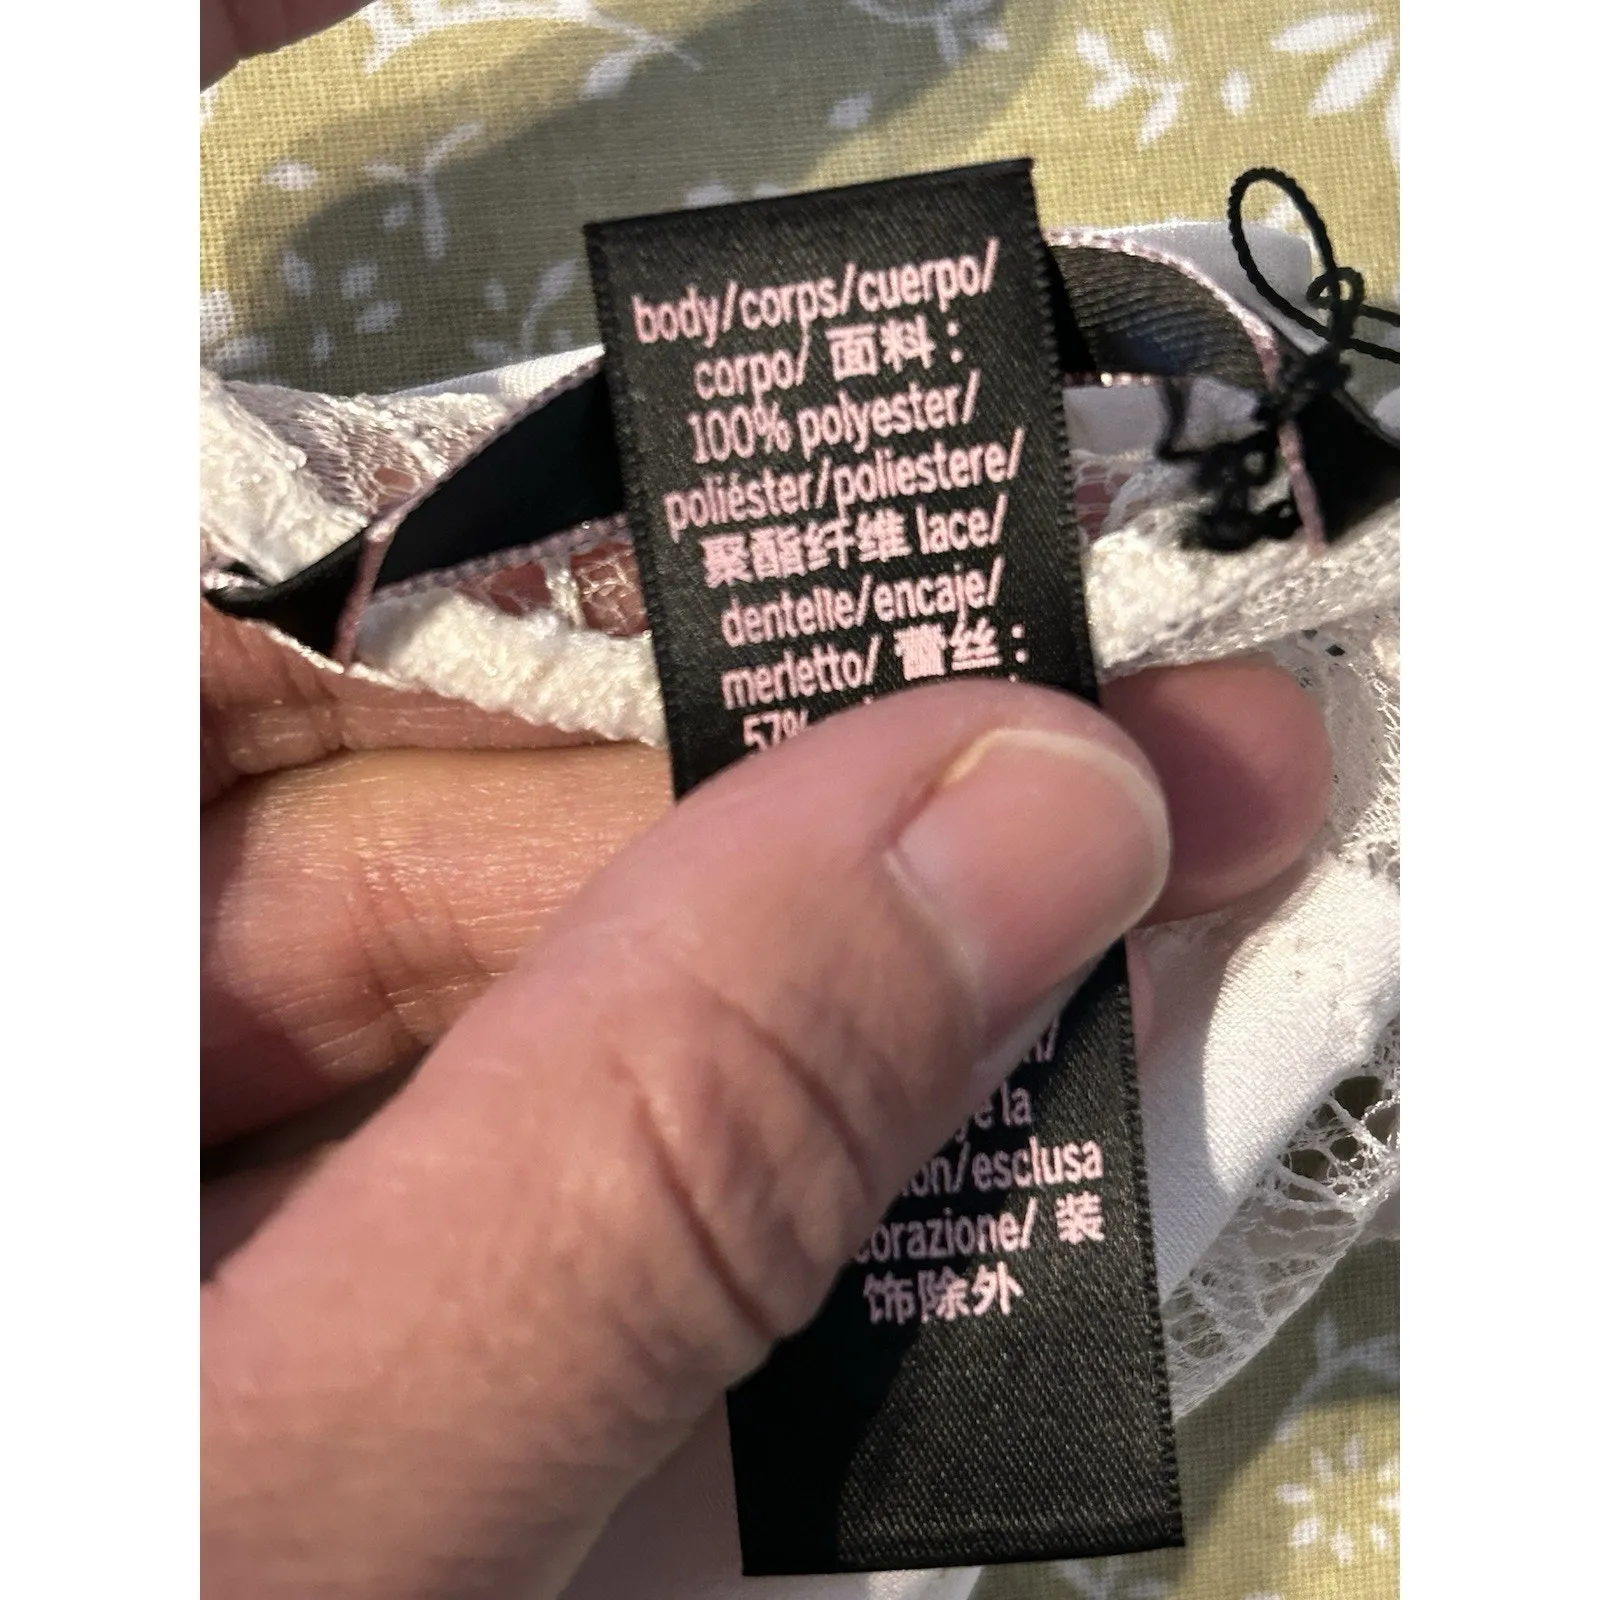 body/corps/cuerpo/
corpo/ 面料：
100% polyester/
poliéster/poliestere/
聚酯纤维 lace/
dentelle/encaje/
merletto/ 蕾丝：
57%
la
/esclusa
装
饰除外